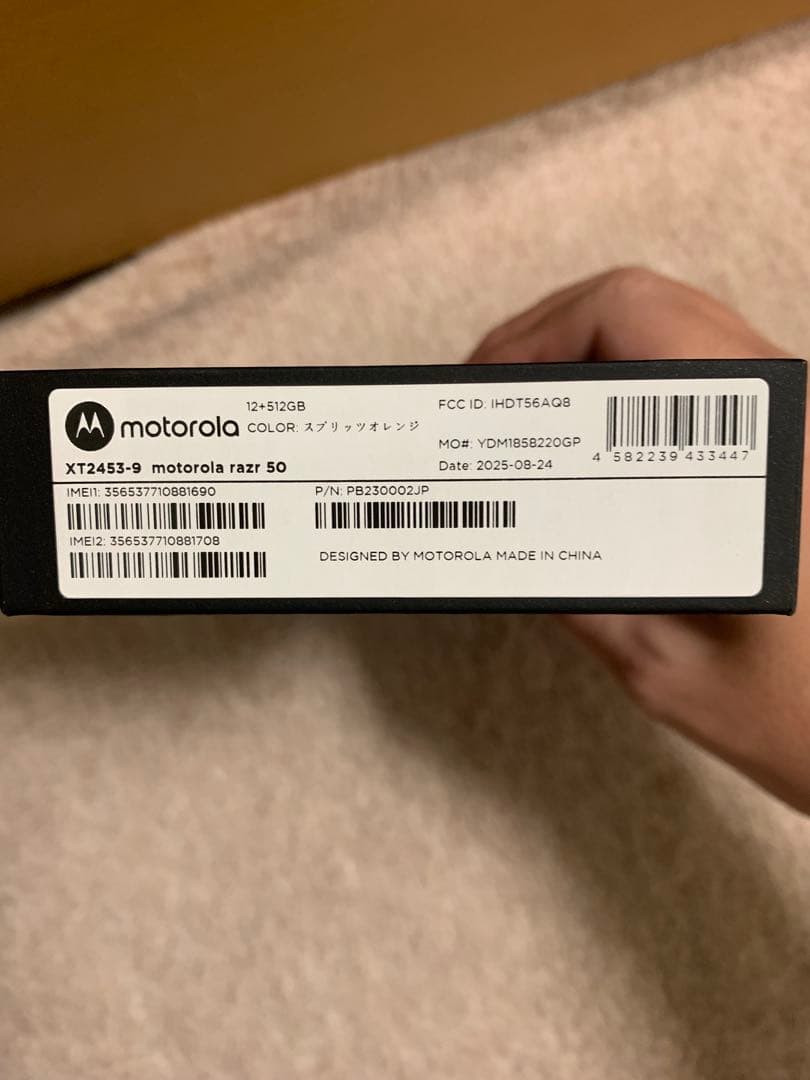 motorola
12+512GB
COLOR: スプリッツオレンジ
XT2453-9 motorola razr 50
FCC ID: IHDT56AQ8
MO#: YDM1858220GP
Date: 2025-08-24
4 582239 433447
IMEI1: 356537710881690
IMEI2: 356537710881708
P/N: PB230002JP
DESIGNED BY MOTOROLA MADE IN CHINA